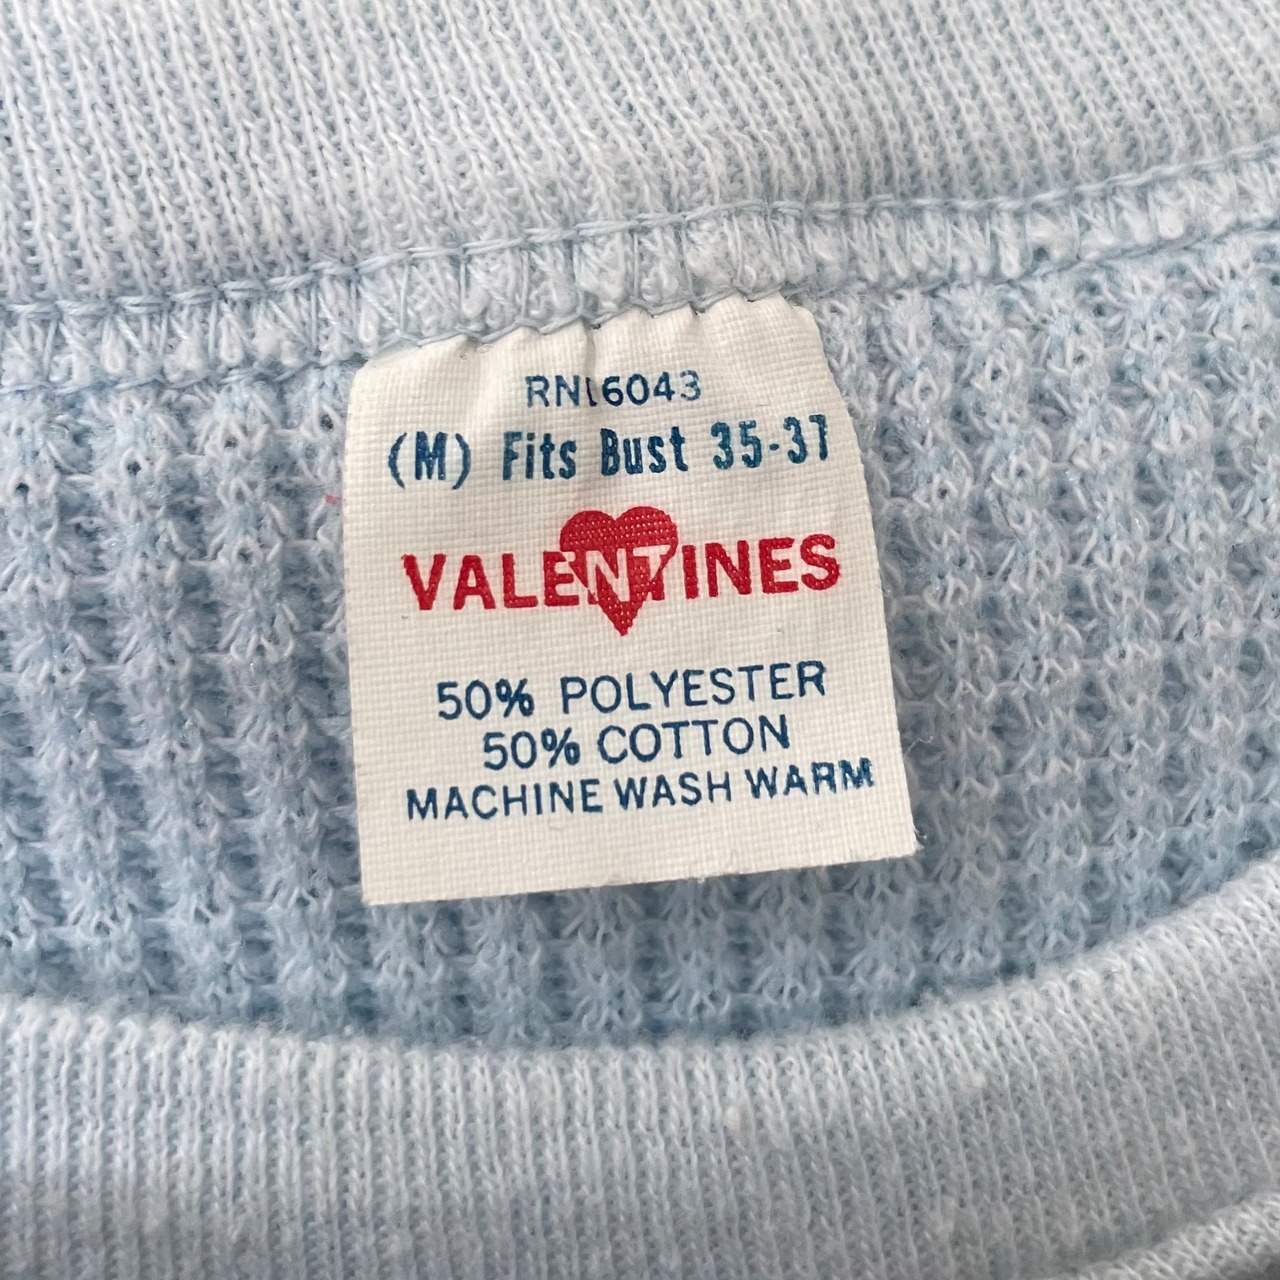 RN16043
(M) Fits Bust 35-37
VALENTINES
50% POLYESTER
50% COTTON
MACHINE WASH WARM